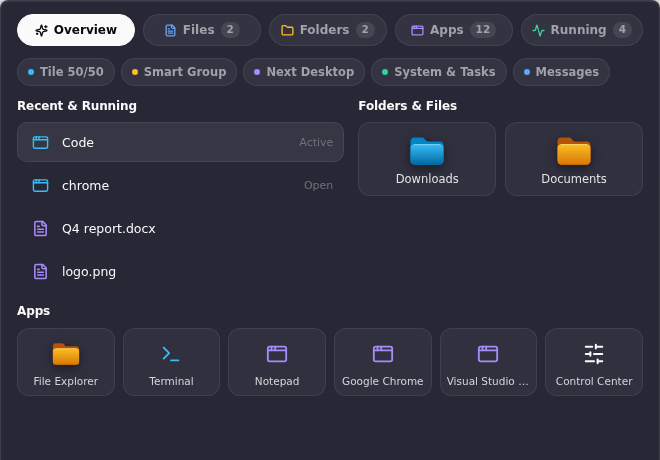 Overview Files 2 Folders 2 Apps 12 Running 4
Tile 50/50 Smart Group Next Desktop System & Tasks Messages
Recent & Running
Code Active
chrome Open
Q4 report.docx
logo.png
Folders & Files
Downloads Documents
Apps
File Explorer Terminal Notepad Google Chrome Visual Studio ... Control Center